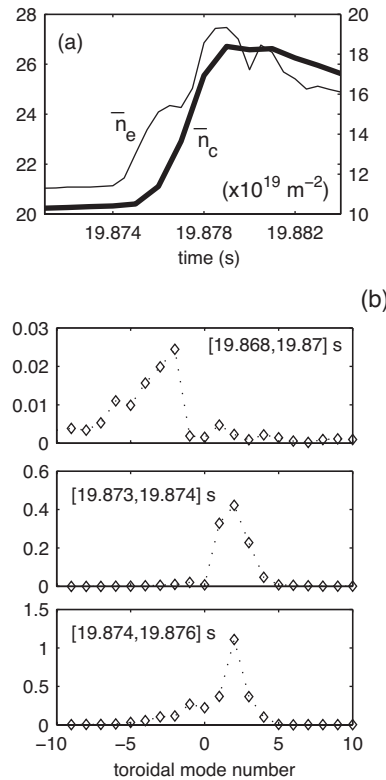 28
26
24
22
20
20
18
16
14
12
10
(a)
n̅e
n̅c
(x10¹⁹ m⁻²)
19.874 19.878 19.882
time (s)
(b)
0.03
0.02
0.01
0
[19.868,19.87] s
0.6
0.4
0.2
0
[19.873,19.874] s
1.5
1
0.5
0
[19.874,19.876] s
−10 −5 0 5 10
toroidal mode number